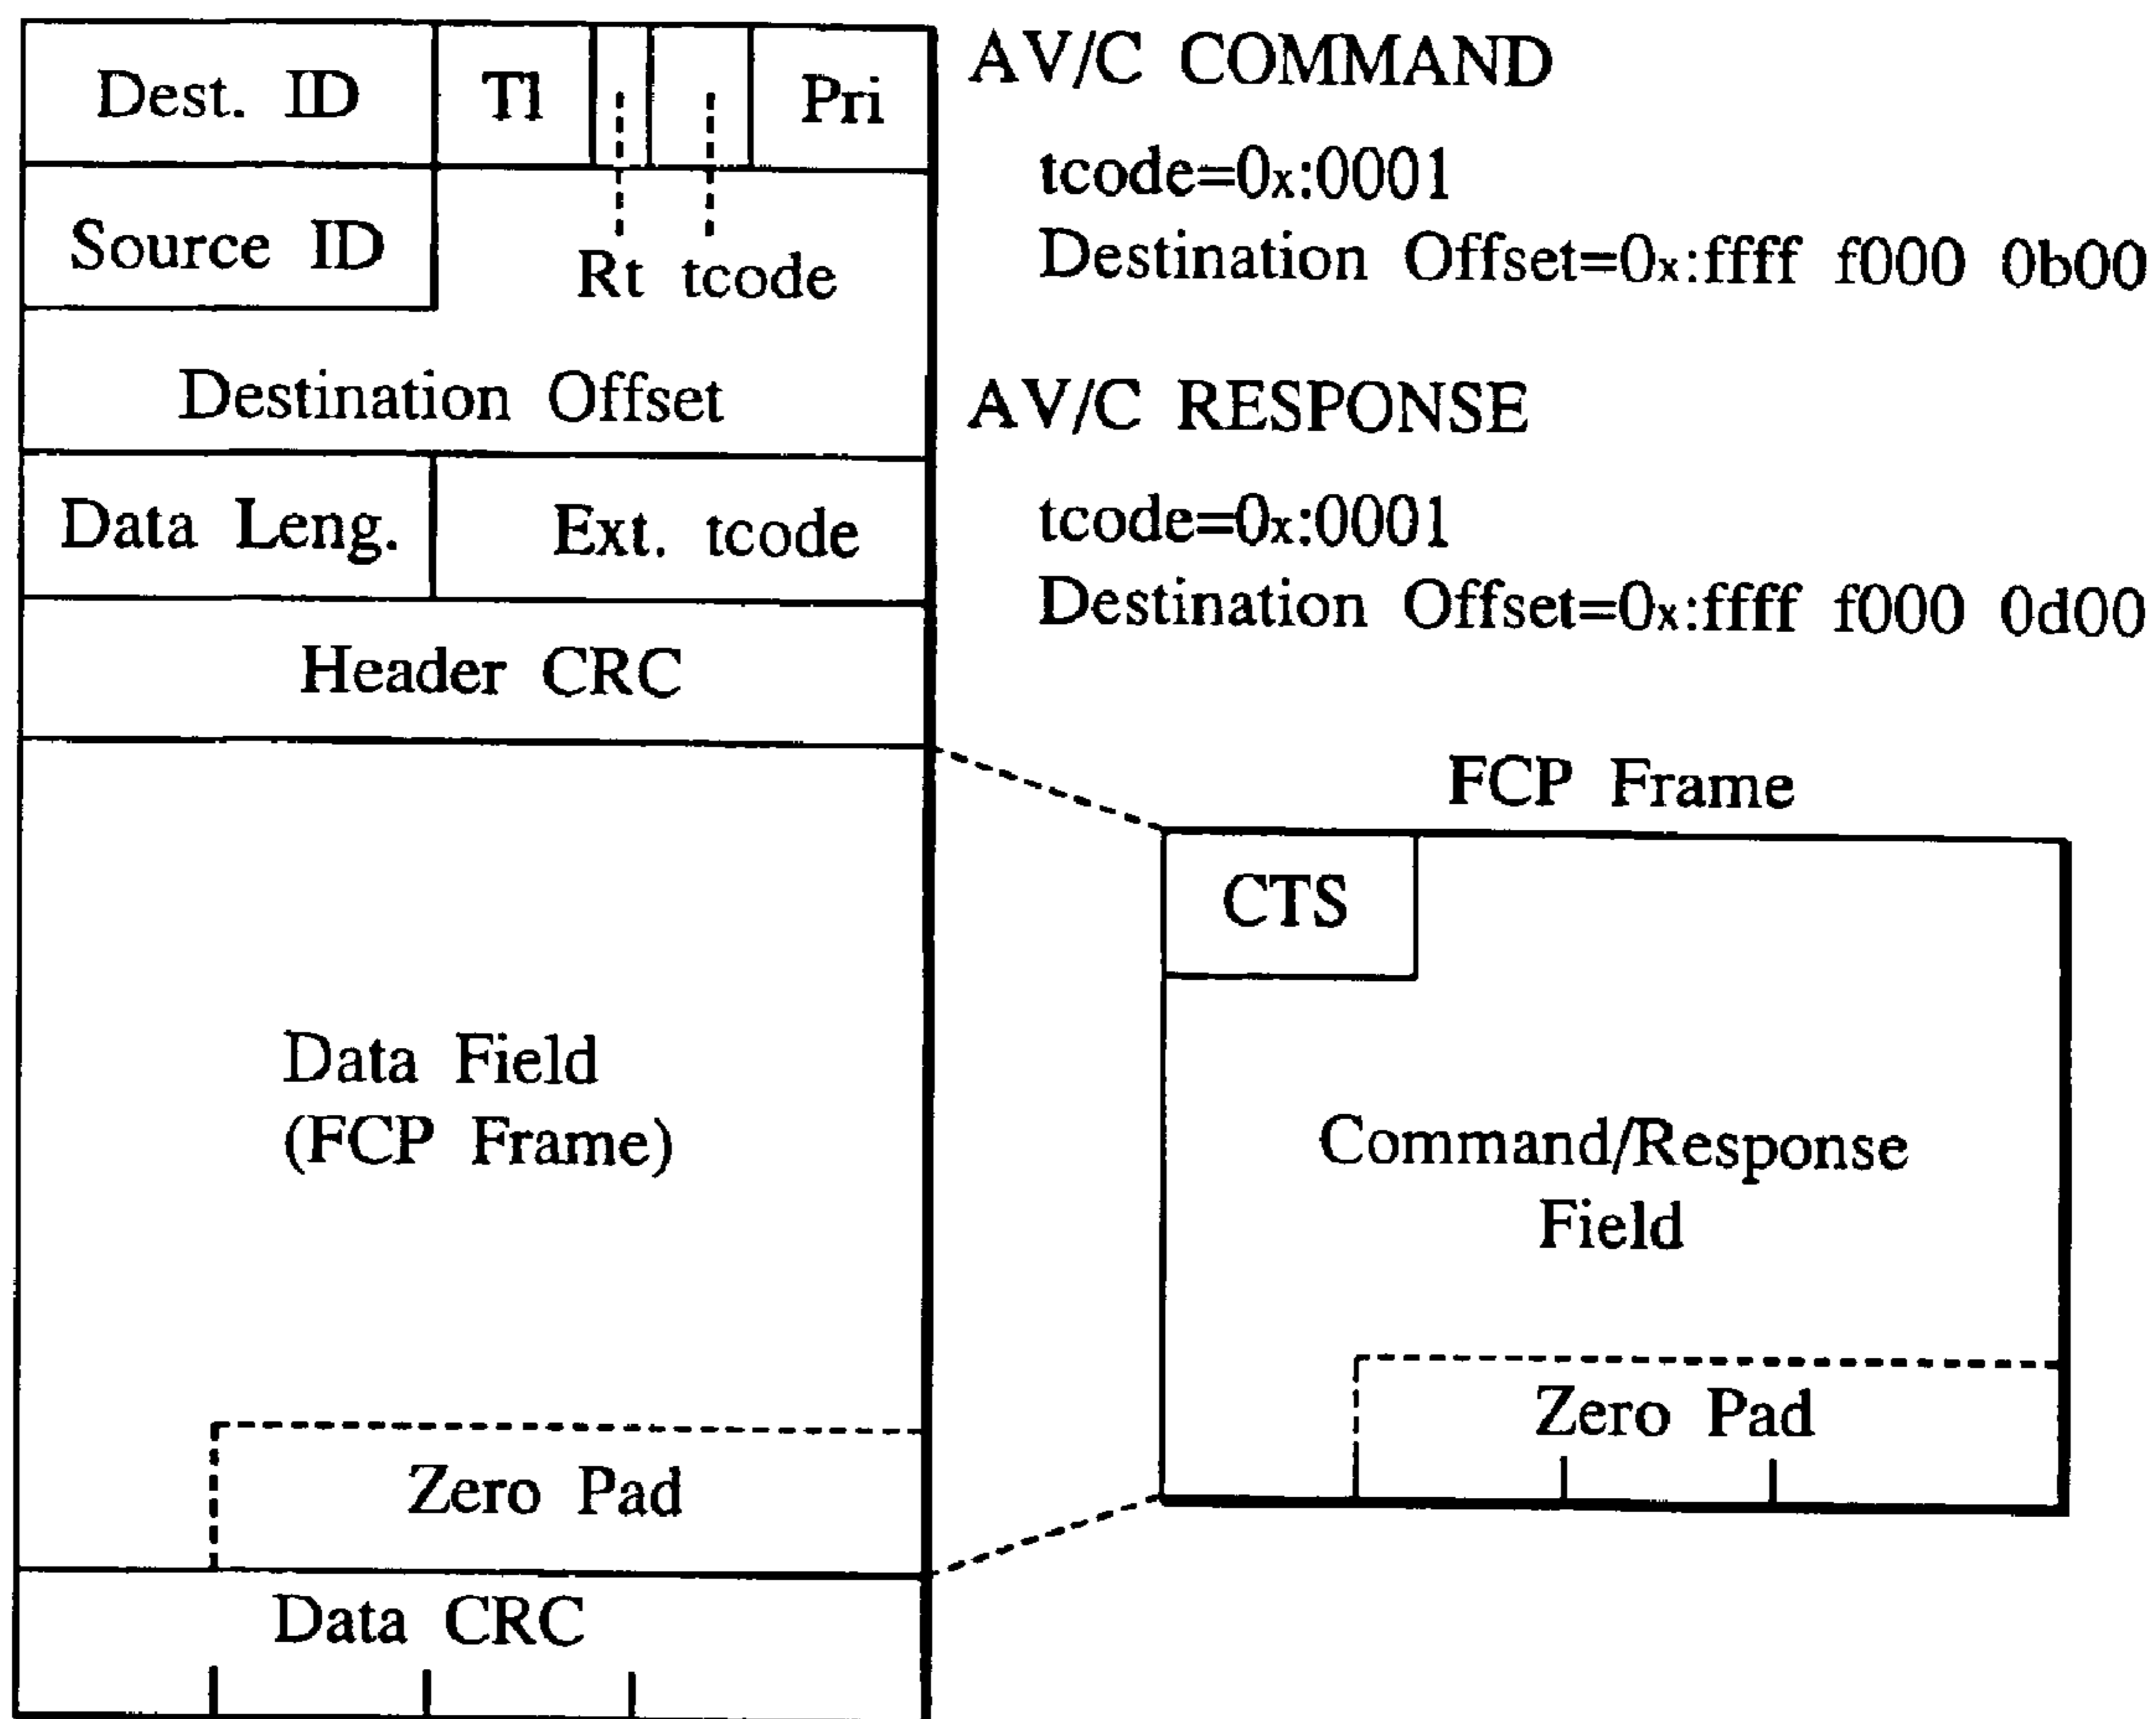 Dest. ID TI Pri
Source ID
Rt tcode
Destination Offset
Data Leng. Ext. tcode
Header CRC
Data Field
(FCP Frame)
Zero Pad
Data CRC
AV/C COMMAND
tcode=0x:0001
Destination Offset=0x:ffff f000 0b00
AV/C RESPONSE
tcode=0x:0001
Destination Offset=0x:ffff f000 0d00
FCP Frame
CTS
Command/Response
Field
Zero Pad